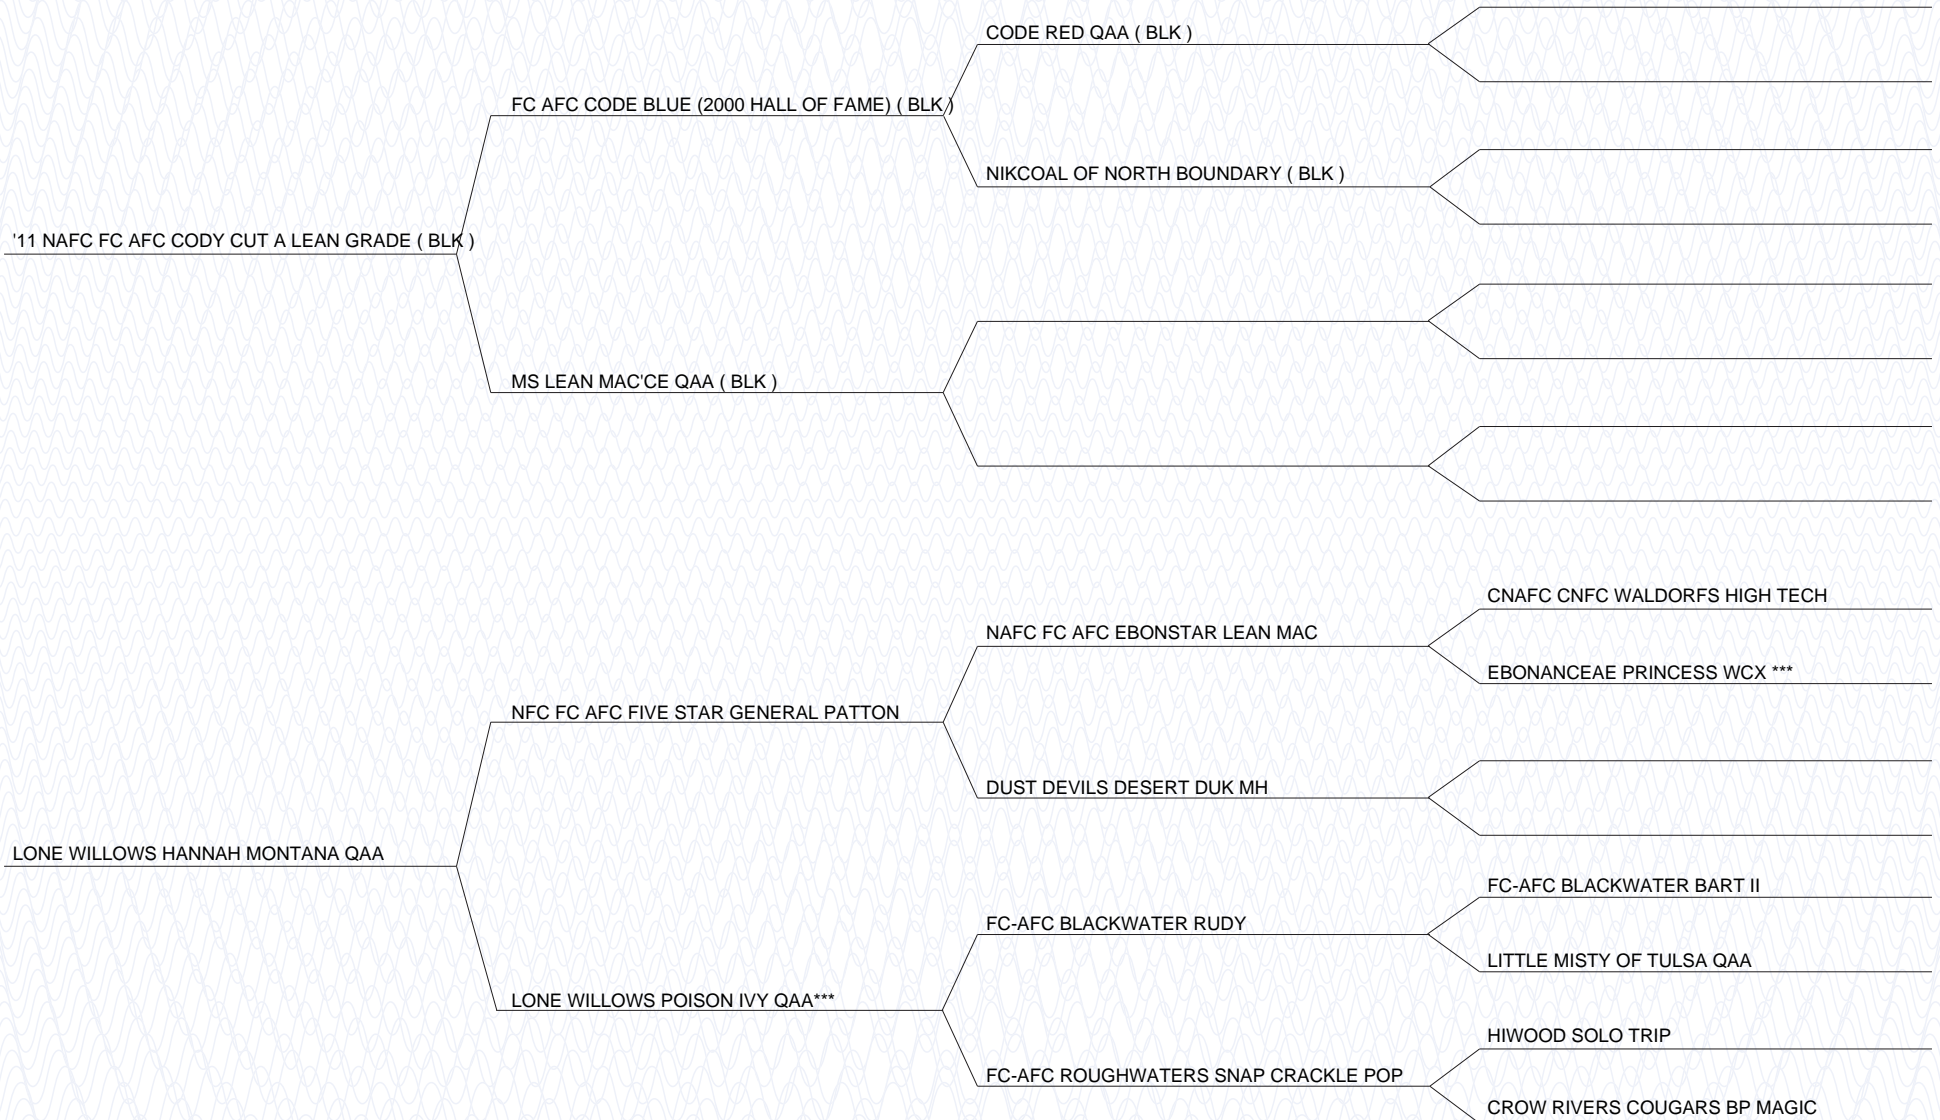 CODE RED QAA ( BLK )
FC AFC CODE BLUE (2000 HALL OF FAME) ( BLK )
NIKCOAL OF NORTH BOUNDARY ( BLK )
'11 NAFC FC AFC CODY CUT A LEAN GRADE ( BLK )
MS LEAN MAC'CE QAA ( BLK )
CNAFC CNFC WALDORFS HIGH TECH
NAFC FC AFC EBONSTAR LEAN MAC
EBONANCEAE PRINCESS WCX ***
NFC FC AFC FIVE STAR GENERAL PATTON
DUST DEVILS DESERT DUK MH
LONE WILLOWS HANNAH MONTANA QAA
FC-AFC BLACKWATER BART II
FC-AFC BLACKWATER RUDY
LITTLE MISTY OF TULSA QAA
LONE WILLOWS POISON IVY QAA***
HIWOOD SOLO TRIP
FC-AFC ROUGHWATERS SNAP CRACKLE POP
CROW RIVERS COUGARS BP MAGIC